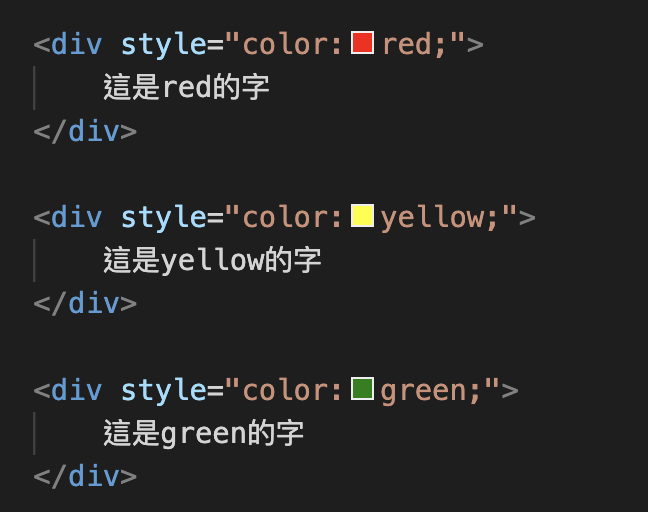 <div style="color:red;">
這是red的字
</div>
<div style="color:yellow;">
這是yellow的字
</div>
<div style="color:green;">
這是green的字
</div>